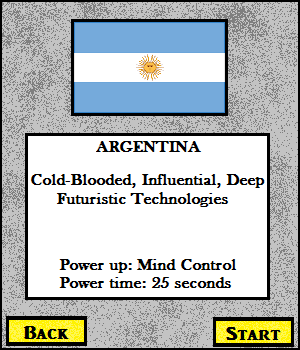 ARGENTINA
Cold-Blooded, Influential, Deep
Futuristic Technologies
Power up: Mind Control
Power time: 25 seconds
Back
Start